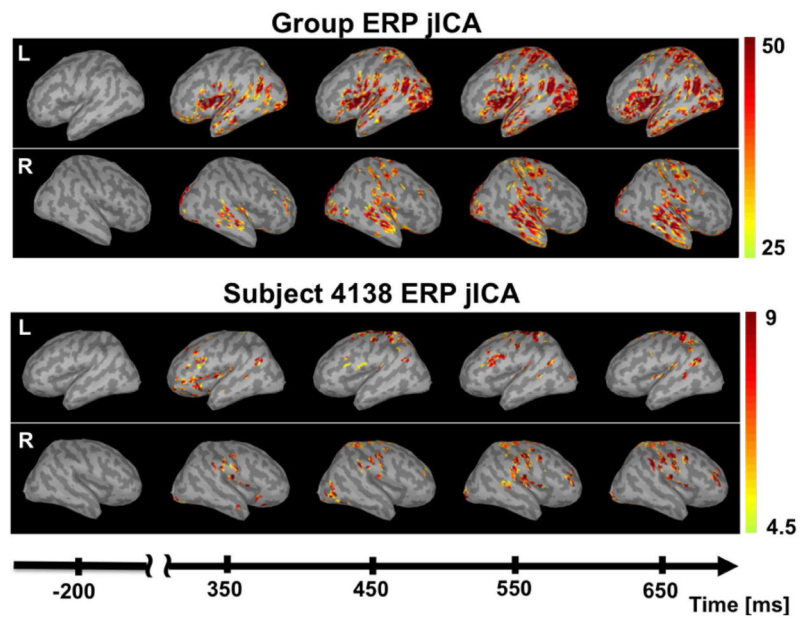 Group ERP jICA
L
50
R
25
Subject 4138 ERP jICA
L
9
R
4.5
-200
350
450
550
650
Time [ms]